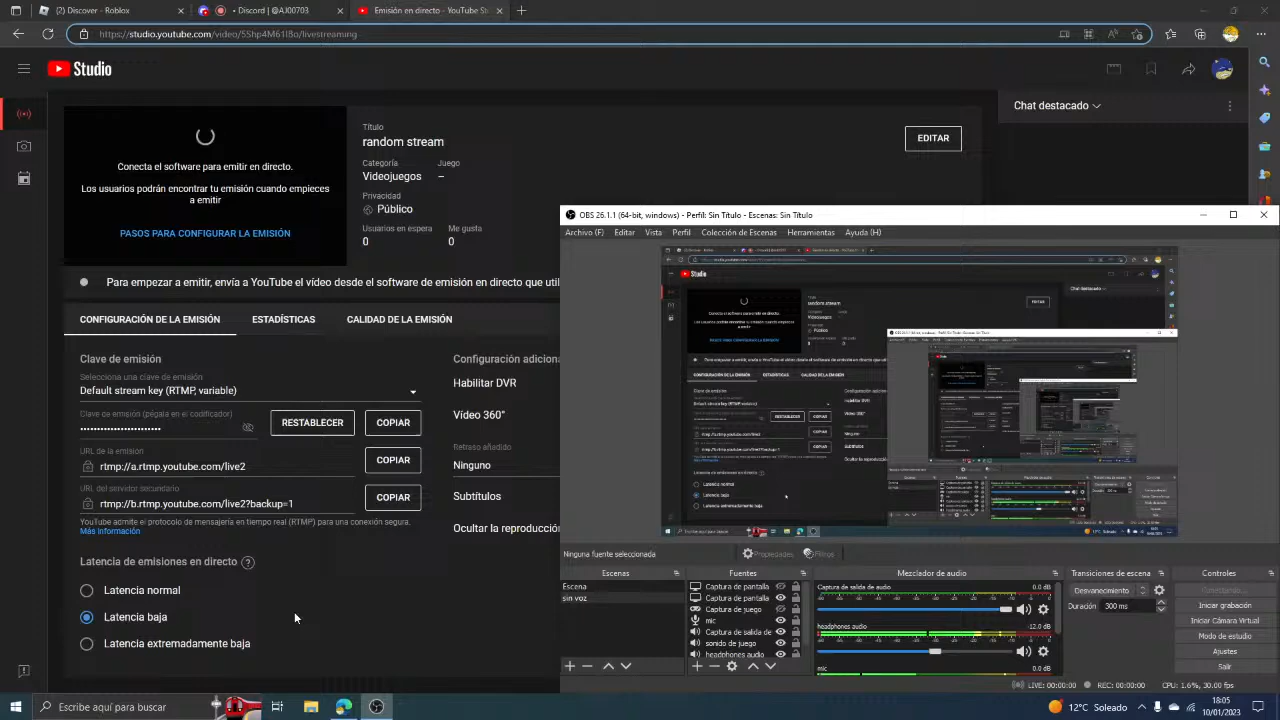 (2) Discover - Roblox
• Discord | @AJ00703
Emisión en directo - YouTube St
https://studio.youtube.com/video/5Shp4M61l8o/livestreaming
Studio
Chat destacado
Conecta el software para emitir en directo.
Los usuarios podrán encontrar tu emisión cuando empieces
a emitir
PASOS PARA CONFIGURAR LA EMISIÓN
Título
random stream
EDITAR
Categoría
Juego
Videojuegos
–
Privacidad
Público
Usuarios en espera
Me gusta
0
0
Para empezar a emitir, envía a YouTube el vídeo desde el software de emisión en directo que util
CONFIGURACIÓN DE LA EMISIÓN
ESTADÍSTICAS
CALIDAD DE LA EMISIÓN
Clave de emisión
Selecciona una clave de emisión
Default stream key (RTMP, variable)
Clave de emisión (pégala en el codificador)
RESTABLECER
COPIAR
rtmp://a.rtmp.youtube.com/live2
COPIAR
URL del servidor secundario
rtmp://b.rtmp.youtube.com/live2?backup=1
COPIAR
YouTube admite el protocolo de mensajería en tiempo real (RTMP) para una conexión segura.
Más información
Latencia de emisiones en directo
Latencia normal
Latencia baja
Latencia extremadamente baja
Configuración adiciona
Habilitar DVR
Vídeo 360°
Retraso añadido
Ninguno
Subtítulos
Ocultar la reproducción
OBS 26.1.1 (64-bit, windows) - Perfil: Sin Título - Escenas: Sin Título
Archivo (F)
Editar
Vista
Perfil
Colección de Escenas
Herramientas
Ayuda (H)
Ninguna fuente seleccionada
Propiedades
Filtros
Escenas
Escena
sin voz
Fuentes
Captura de pantalla
Captura de pantalla
Captura de juego
mic
Captura de salida de
sonido de juego
headphones audio
Mezclador de audio
Captura de salida de audio
0.0 dB
headphones audio
-12.0 dB
mic
0.0 dB
Transiciones de escena
Desvanecimiento
Duración
300 ms
Controles
Conectando...
Iniciar grabación
Iniciar Cámara Virtual
Modo de estudio
Ajustes
Salir
LIVE: 00:00:00
REC: 00:00:00
CPU: 1.6%, 30.00 fps
Escribe aquí para buscar
12°C Soleado
18:05
10/01/2023